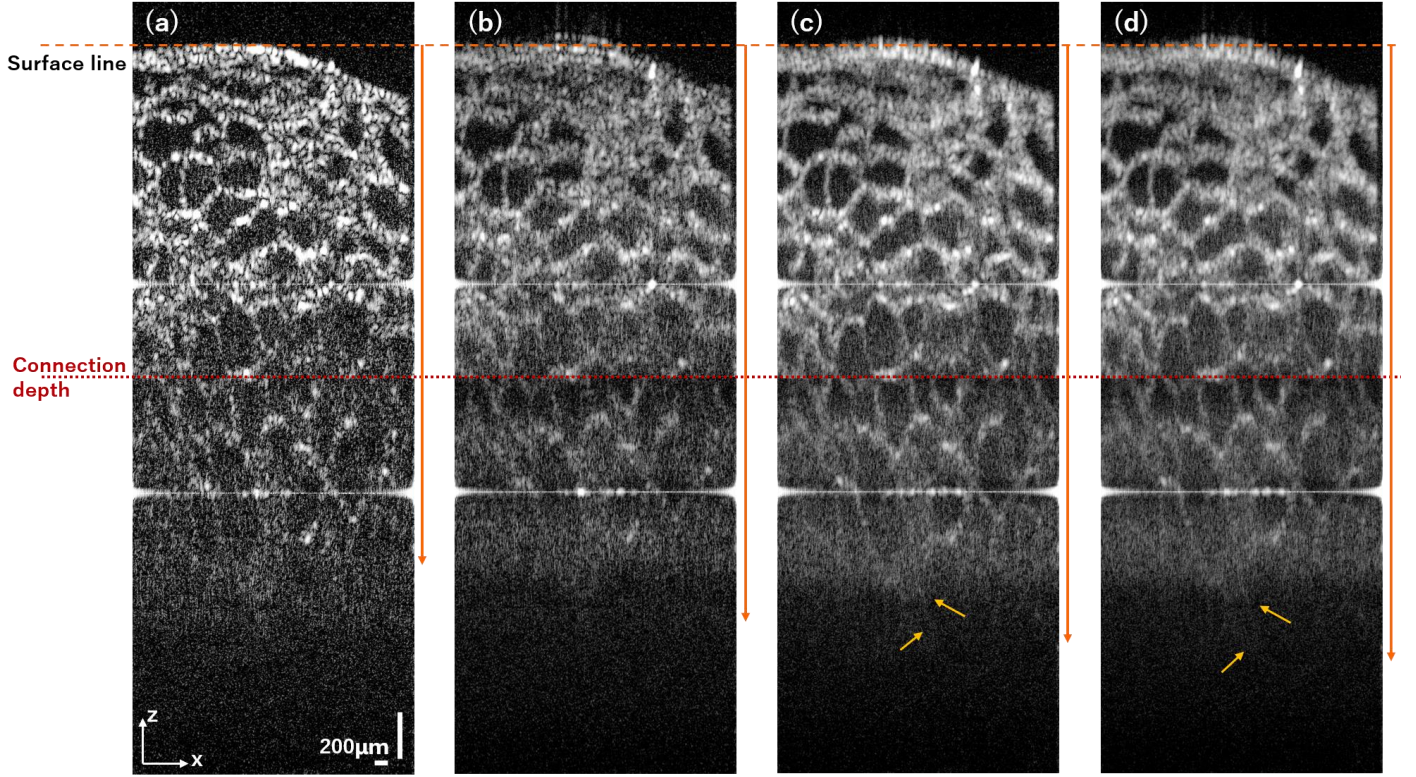 (a)
(b)
(c)
(d)
Surface line
Connection
depth
z
x
200μm